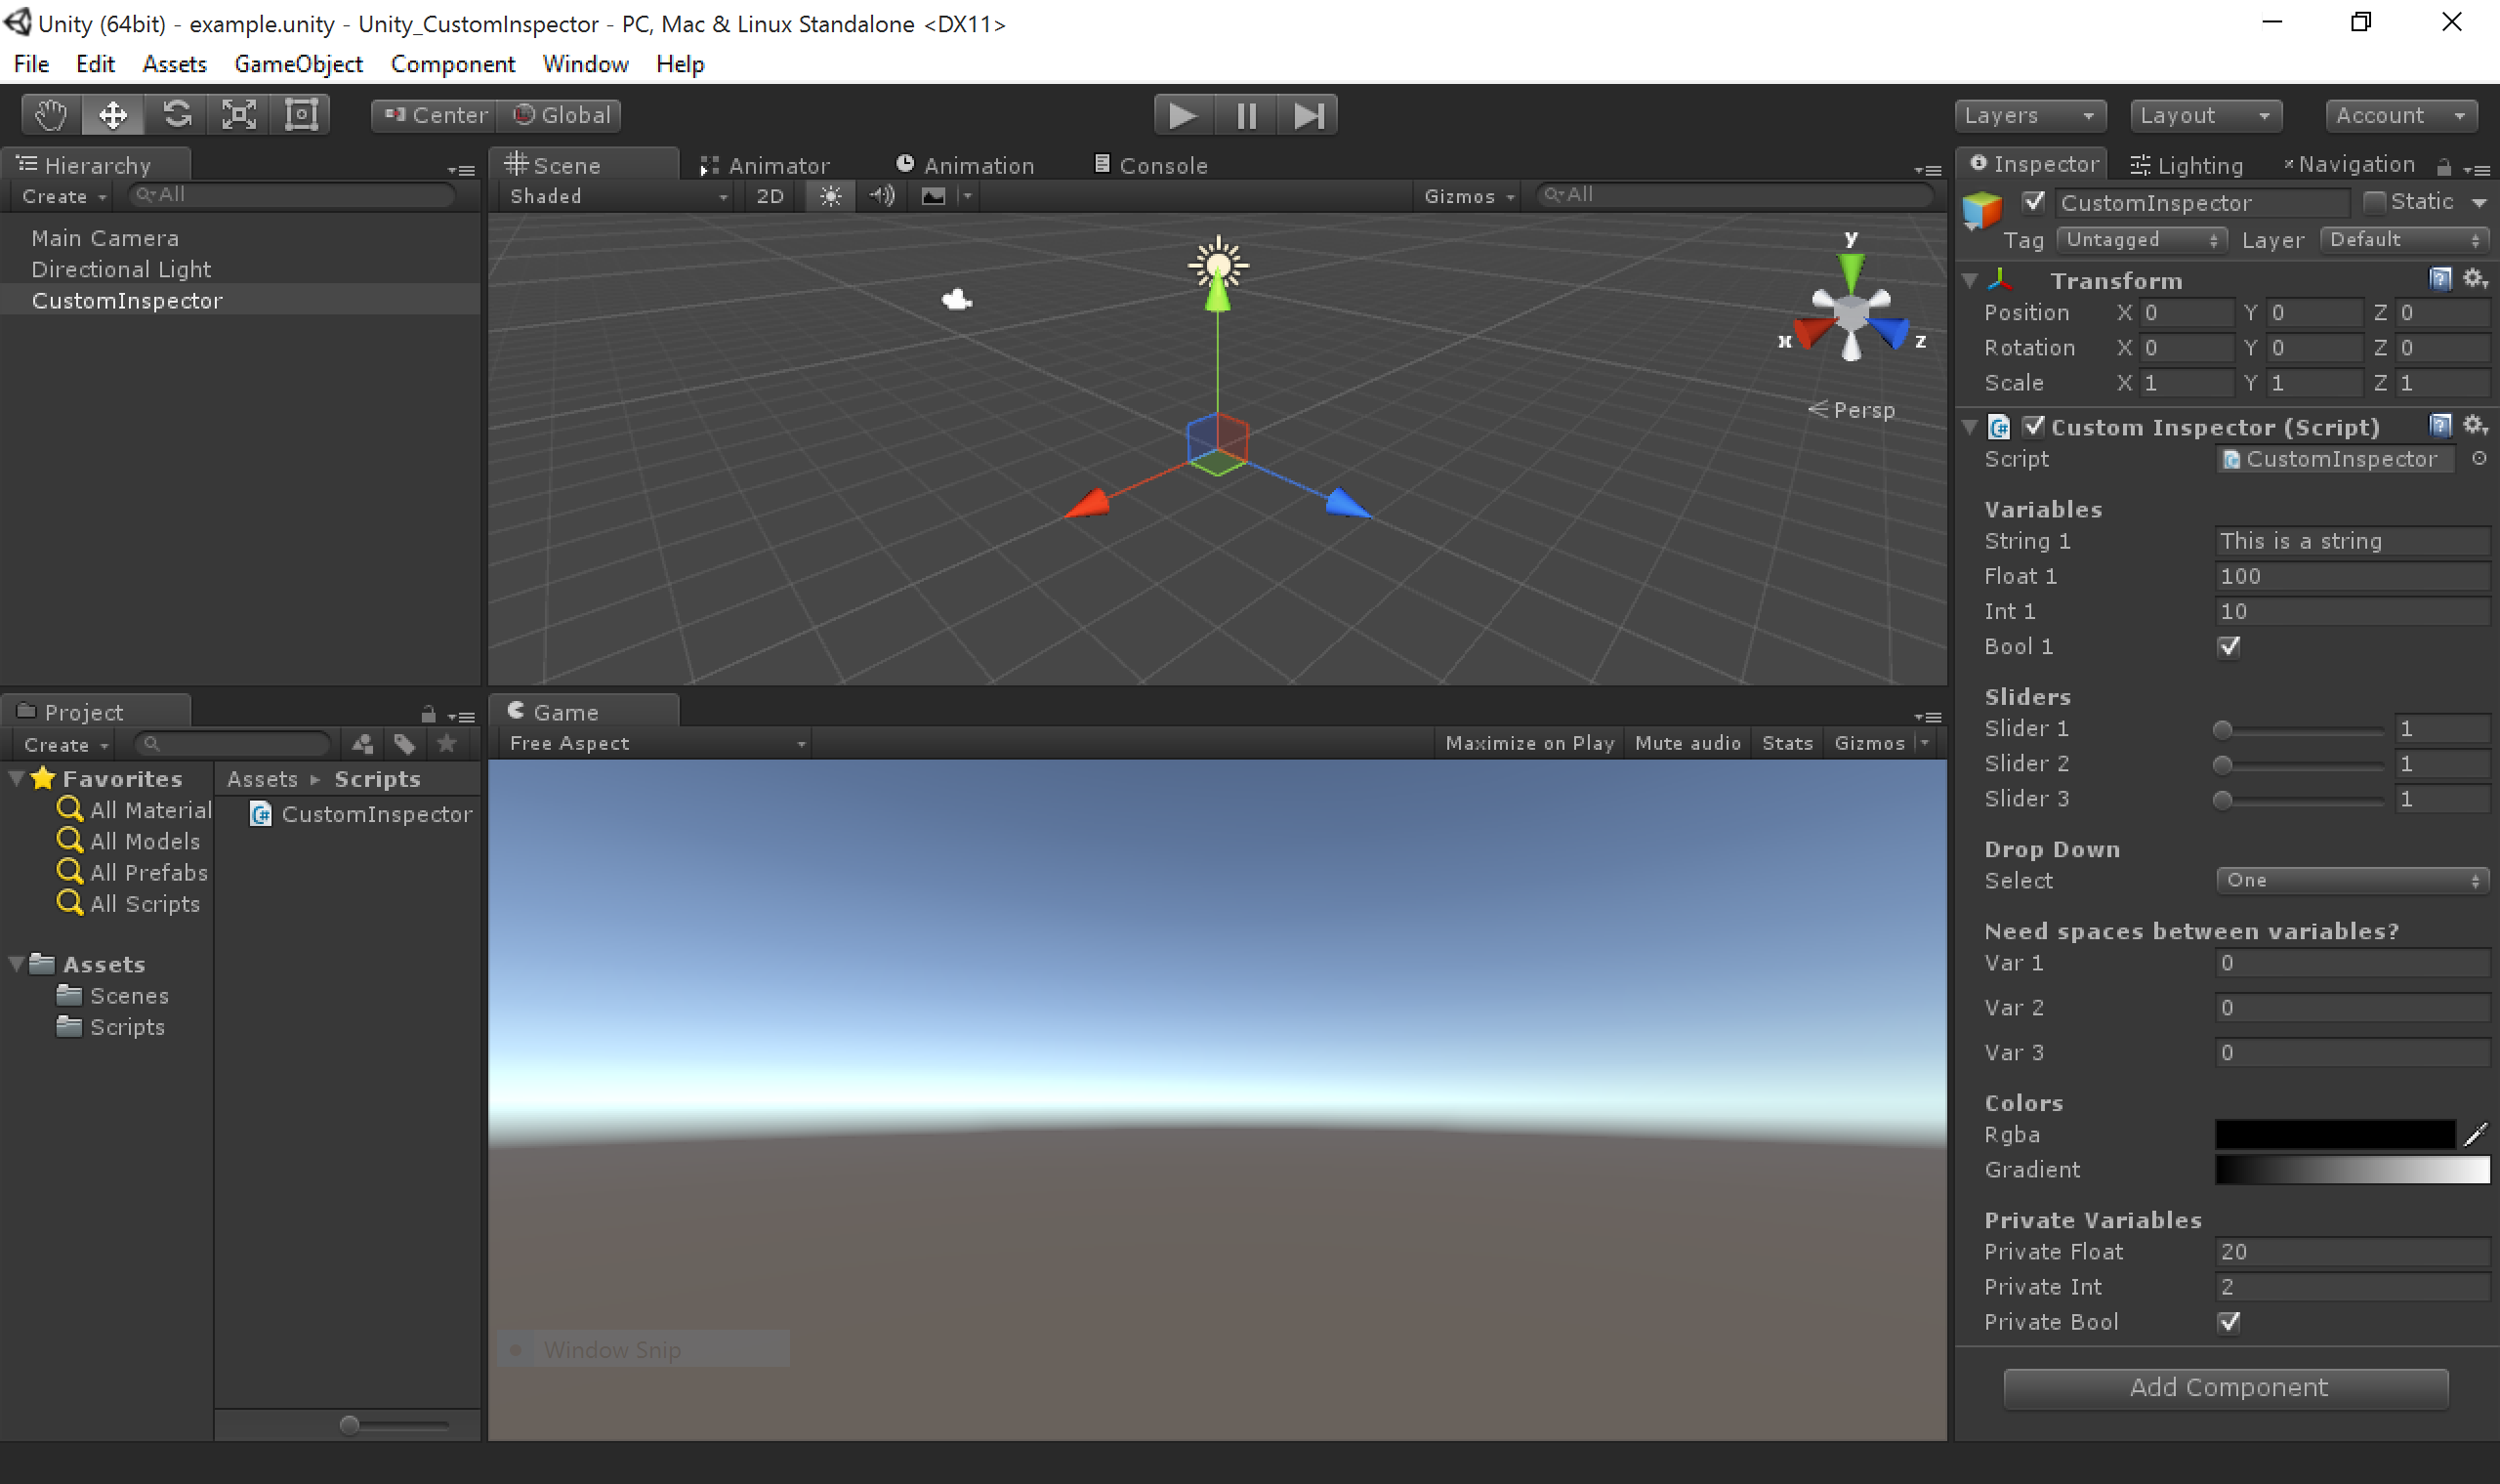 Unity (64bit) - example.unity - Unity_CustomInspector - PC, Mac & Linux Standalone <DX11>
File Edit Assets GameObject Component Window Help
Center Global Layers Layout Account
Hierarchy
Create All
Main Camera
Directional Light
CustomInspector
Scene Animator Animation Console
Shaded 2D Gizmos All
y
x
z
Persp
Project
Create
Favorites
All Material
All Models
All Prefabs
All Scripts
Assets
Scenes
Scripts
Assets Scripts
CustomInspector
Game
Free Aspect Maximize on Play Mute audio Stats Gizmos
Window Snip
Inspector Lighting Navigation
CustomInspector Static
Tag Untagged Layer Default
Transform
Position X 0 Y 0 Z 0
Rotation X 0 Y 0 Z 0
Scale X 1 Y 1 Z 1
Custom Inspector (Script)
Script CustomInspector
Variables
String 1 This is a string
Float 1 100
Int 1 10
Bool 1
Sliders
Slider 1 1
Slider 2 1
Slider 3 1
Drop Down
Select One
Need spaces between variables?
Var 1 0
Var 2 0
Var 3 0
Colors
Rgba
Gradient
Private Variables
Private Float 20
Private Int 2
Private Bool
Add Component